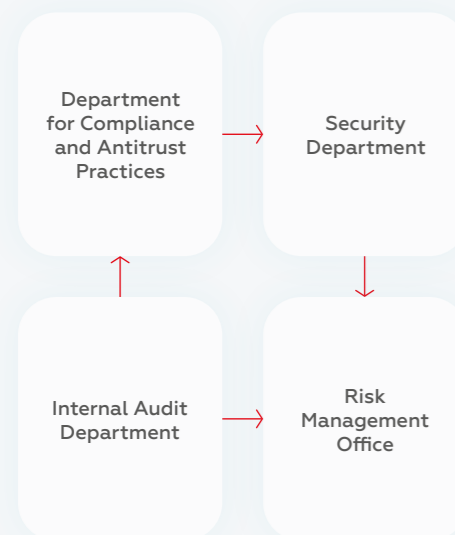 Department
for Compliance
and Antitrust
Practices
Security
Department
Internal Audit
Department
Risk
Management
Office